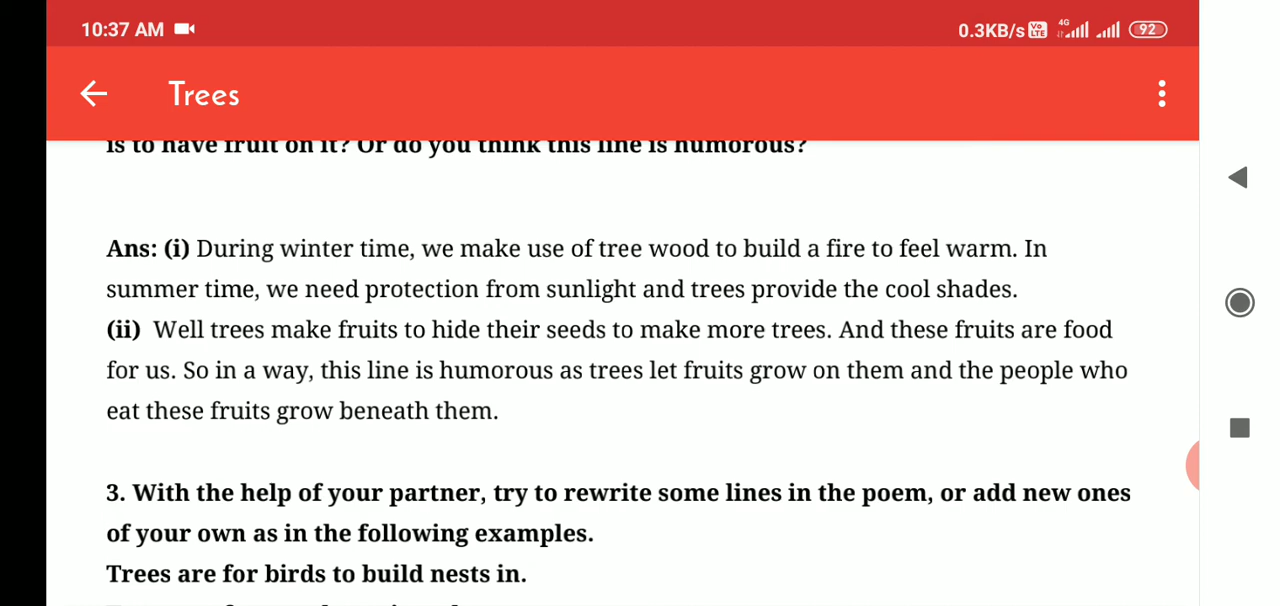 10:37 AM
0.3KB/s Vo LTE 4G 92
Trees
is to have fruit on it? Or do you think this line is humorous?
Ans: (i) During winter time, we make use of tree wood to build a fire to feel warm. In
summer time, we need protection from sunlight and trees provide the cool shades.
(ii) Well trees make fruits to hide their seeds to make more trees. And these fruits are food
for us. So in a way, this line is humorous as trees let fruits grow on them and the people who
eat these fruits grow beneath them.
3. With the help of your partner, try to rewrite some lines in the poem, or add new ones
of your own as in the following examples.
Trees are for birds to build nests in.